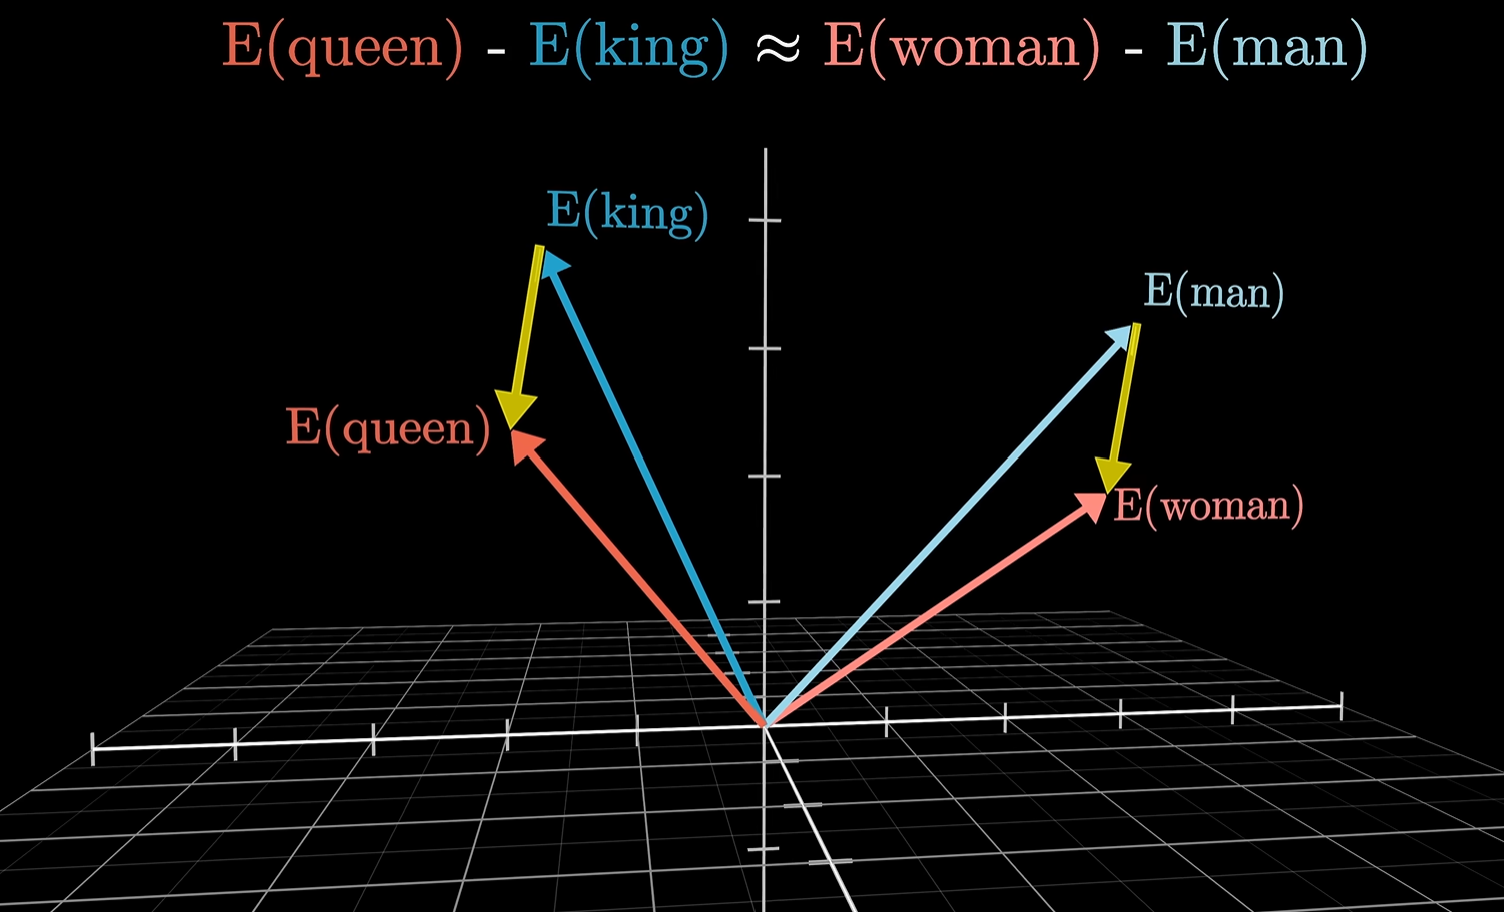 E(queen) - E(king) ≈ E(woman) - E(man)
E(king)
E(man)
E(queen)
E(woman)